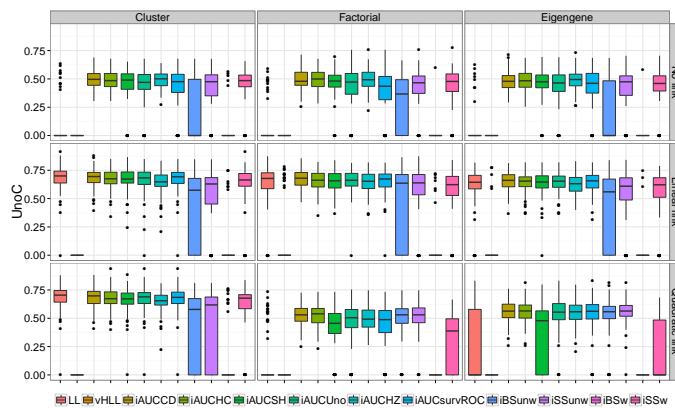 Cluster Factorial Eigengene
0.75
0.50
0.25
0.00
No link
0.75
0.50
0.25
0.00
Linear link
0.75
0.50
0.25
0.00
Quadratic link
UnoC
LL vHLL iAUCCD iAUCHC iAUCSH iAUCUno iAUCHZ iAUCsurvROC iBSunw iSSunw iBSw iSSw